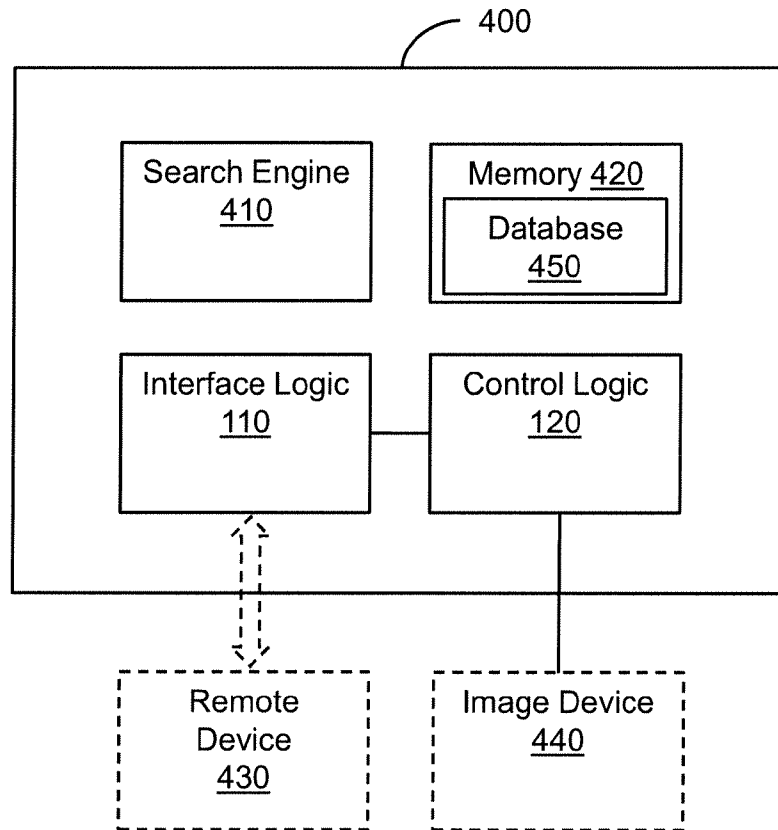 400
Search Engine
410
Memory 420
Database
450
Interface Logic
110
Control Logic
120
Remote
Device
430
Image Device
440